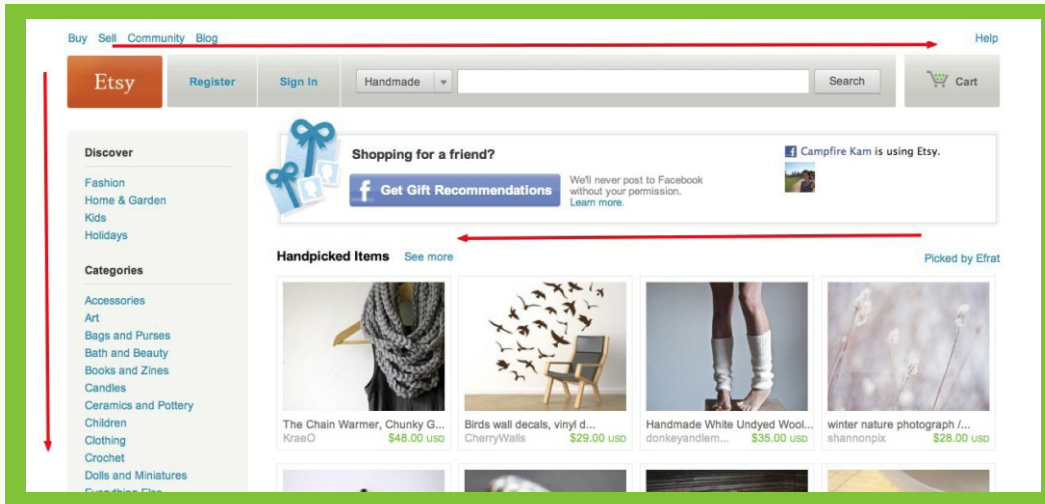 Buy Sell Community Blog Help
Etsy Register Sign In Handmade Search Cart
Discover
Fashion
Home & Garden
Kids
Holidays
Categories
Accessories
Art
Bags and Purses
Bath and Beauty
Books and Zines
Candles
Ceramics and Pottery
Children
Clothing
Crochet
Dolls and Miniatures
Everything Else
Shopping for a friend?
f Get Gift Recommendations
We'll never post to Facebook
without your permission.
Learn more.
f Campfire Kam is using Etsy.
Handpicked Items See more Picked by Efrat
The Chain Warmer, Chunky G...
KraeO $48.00 USD
Birds wall decals, vinyl d...
CherryWalls $29.00 USD
Handmade White Undyed Wool...
donkeyandlem... $35.00 USD
winter nature photograph /...
shannonpix $28.00 USD